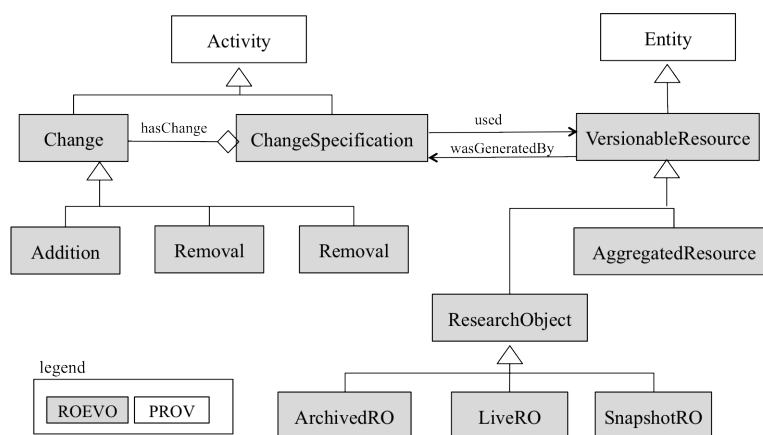 Activity
Entity
Change
hasChange
ChangeSpecification
used
wasGeneratedBy
VersionableResource
Addition
Removal
Removal
AggregatedResource
ResearchObject
legend
ROEVO
PROV
ArchivedRO
LiveRO
SnapshotRO